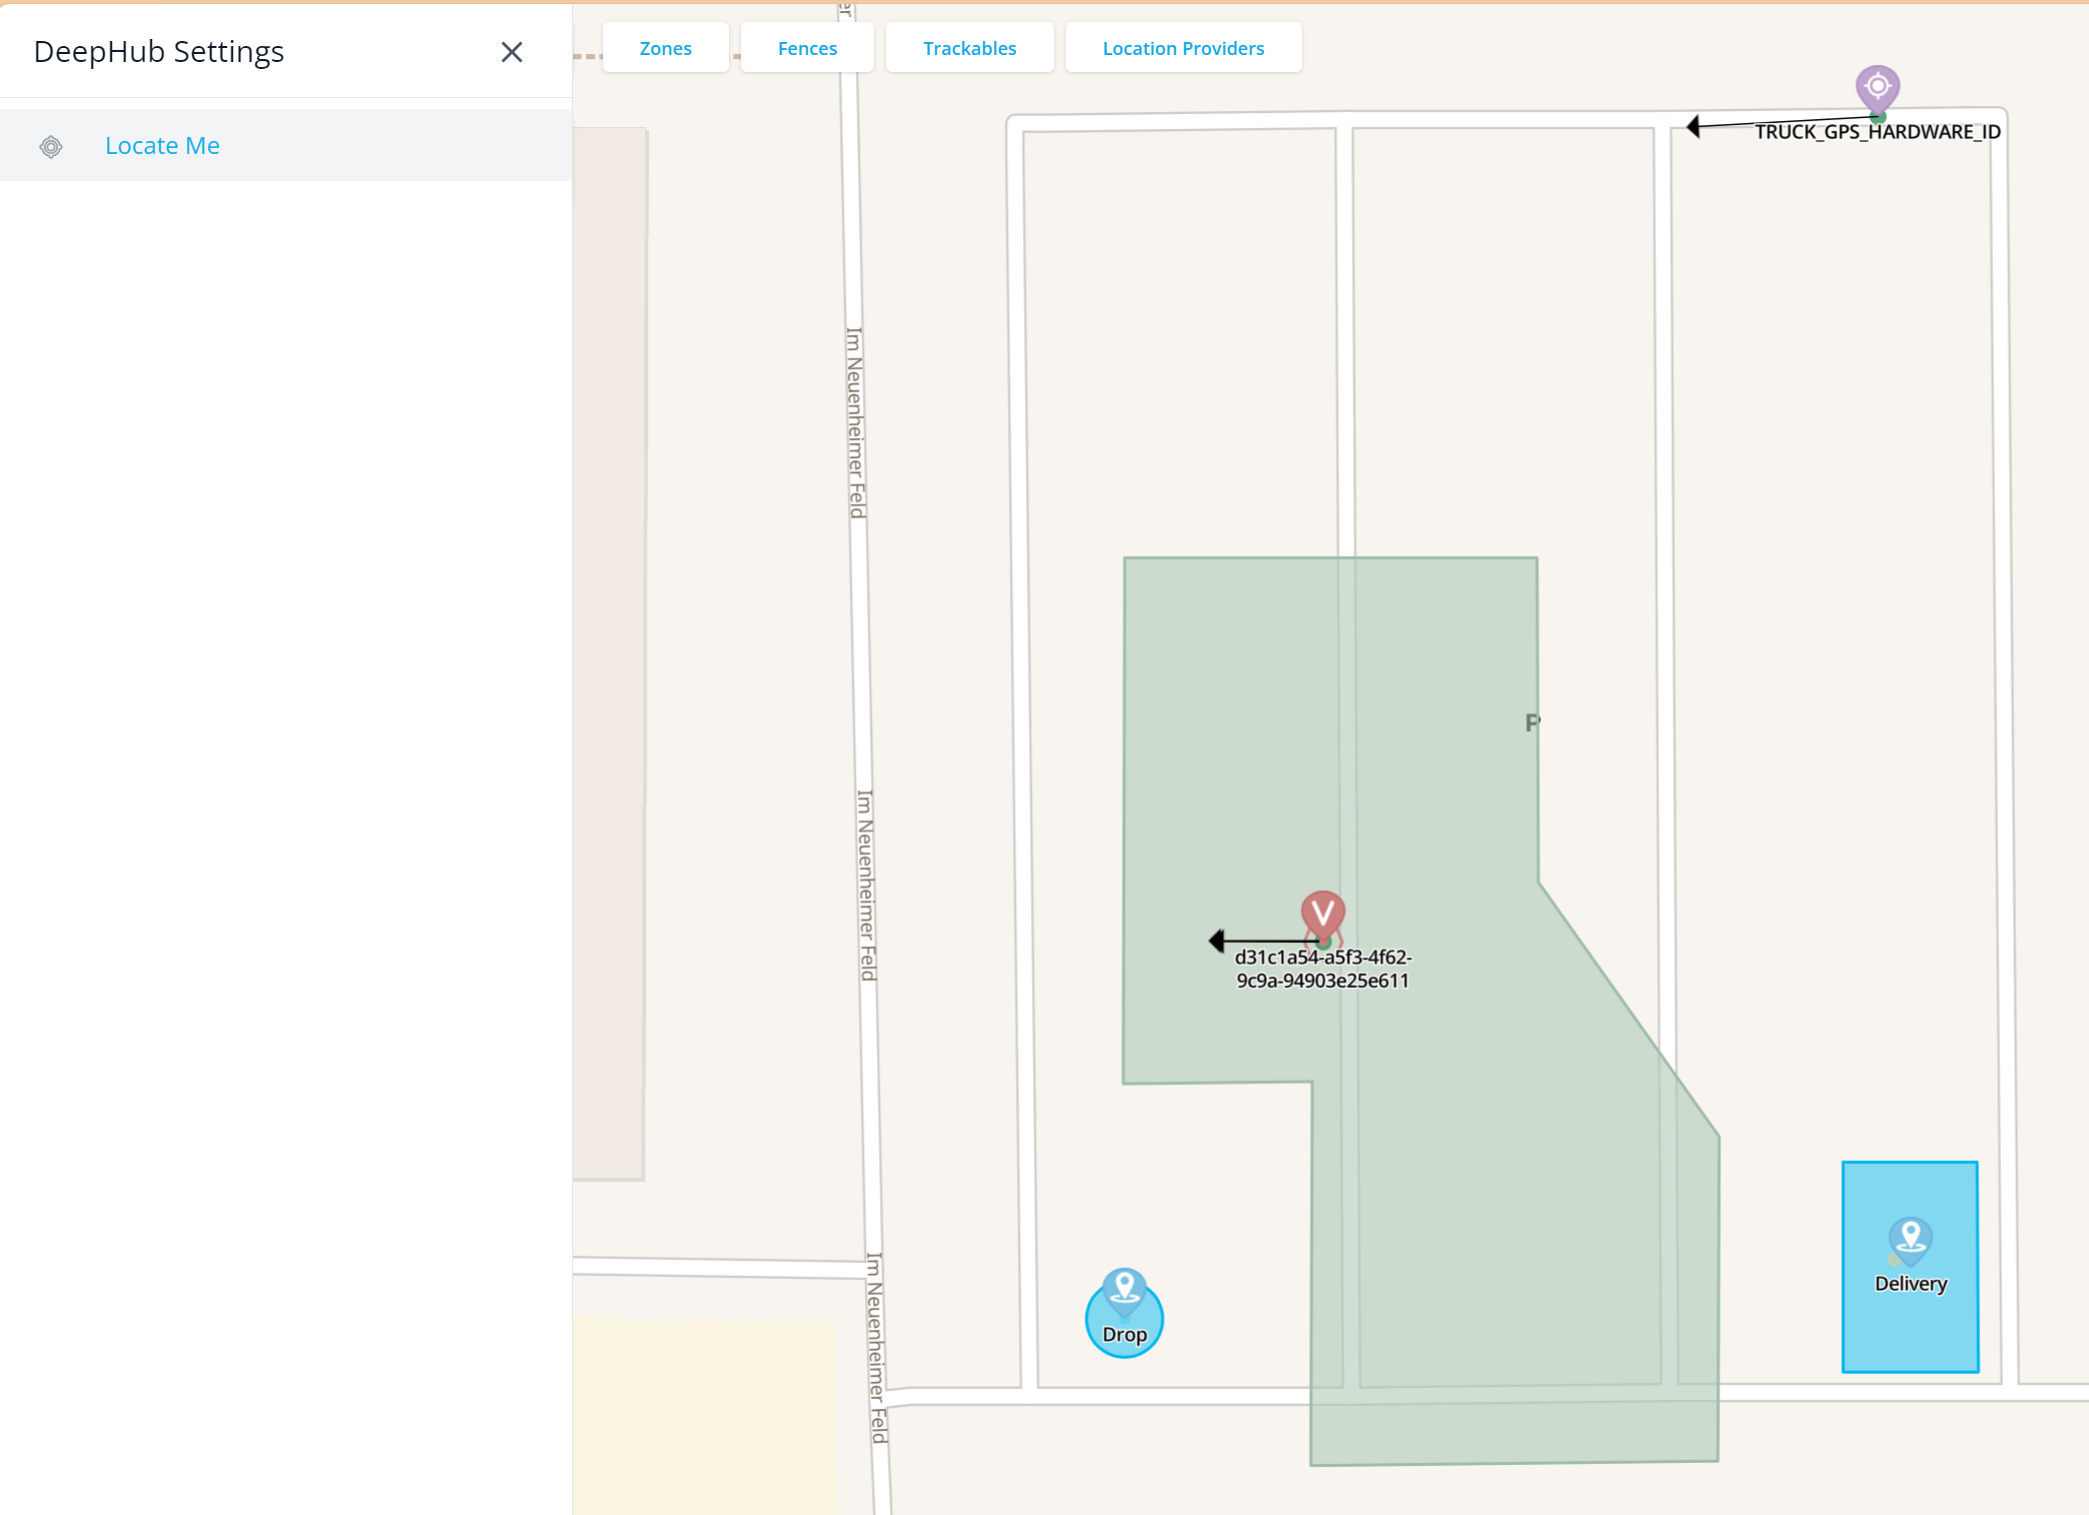 DeepHub Settings
Locate Me
er
Zones
Fences
Trackables
Location Providers
TRUCK_GPS_HARDWARE_ID
Im Neuenheimer Feld
P
Im Neuenheimer Feld
V
d31c1a54-a5f3-4f62-
9c9a-94903e25e611
Im Neuenheimer Feld
Delivery
Drop